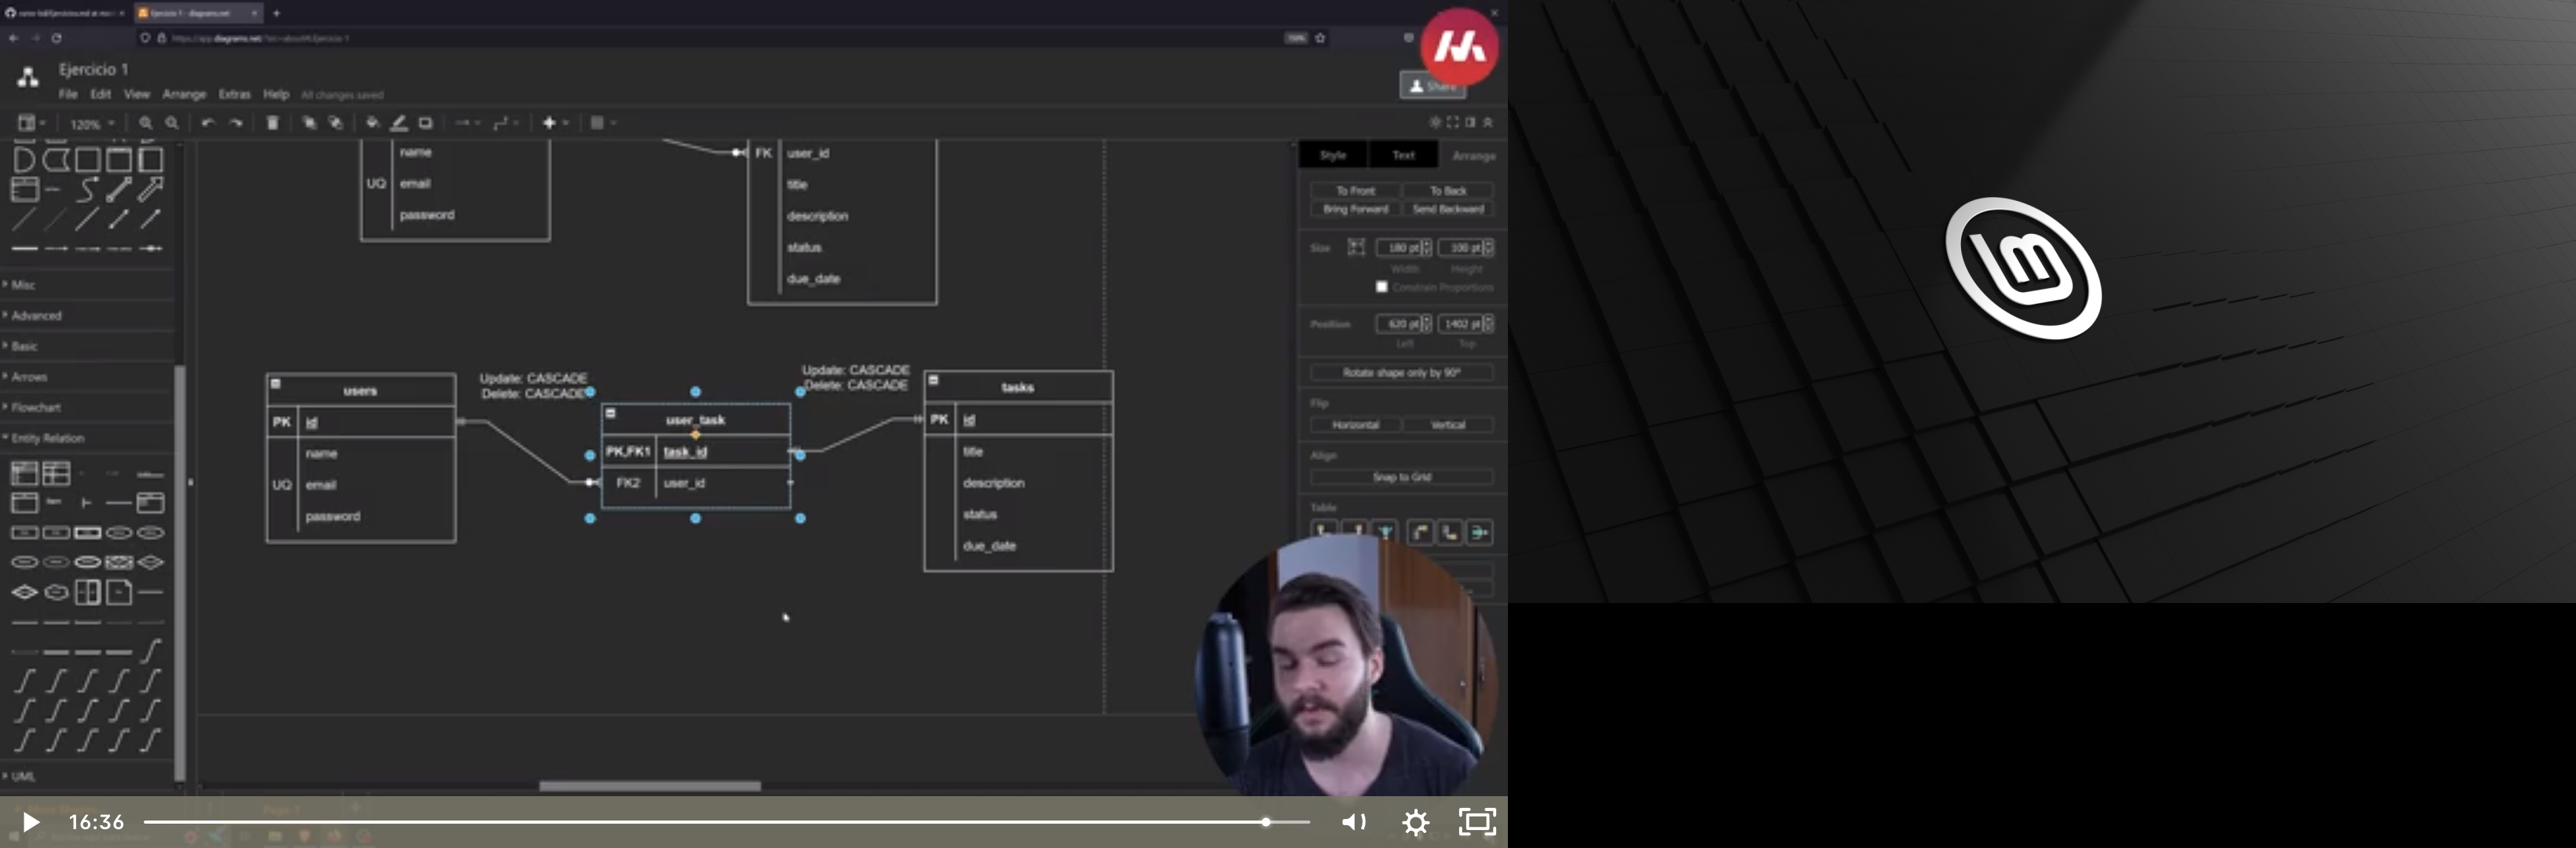 Ejercicio 1 - diagrams.net
Ejercicio 1
Share
File Edit View Arrange Extras Help All changes saved
120%
name
UQ email
password
FK user_id
title
description
status
due_date
Misc
Advanced
Basic
Arrows
Flowchart
Entity Relation
UML
Update: CASCADE
Delete: CASCADE
Update: CASCADE
Delete: CASCADE
users
PK id
name
UQ email
password
user_task
PK,FK1 task_id
FK2 user_id
tasks
PK id
title
description
status
due_date
Style Text Arrange
To Front To Back
Bring Forward Send Backward
Size 180 pt 100 pt
Width Height
Constrain Proportions
Position 620 pt 1402 pt
Left Top
Rotate shape only by 90°
Flip
Horizontal Vertical
Align
Snap to Grid
Table
Page-1
16:36